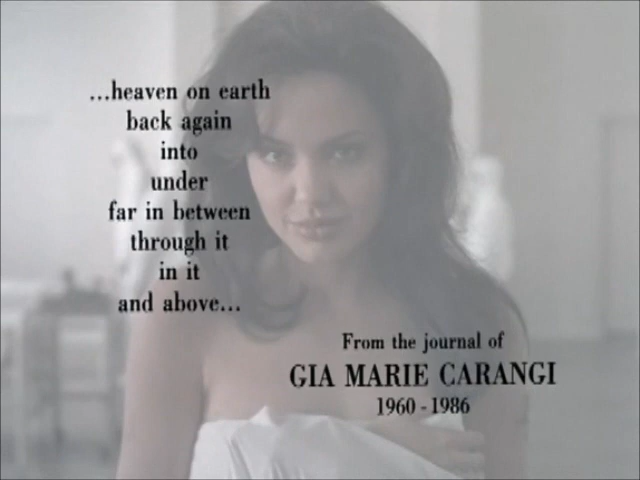 ...heaven on earth
back again
into
under
far in between
through it
in it
and above...
From the journal of
GIA MARIE CARANGI
1960 - 1986